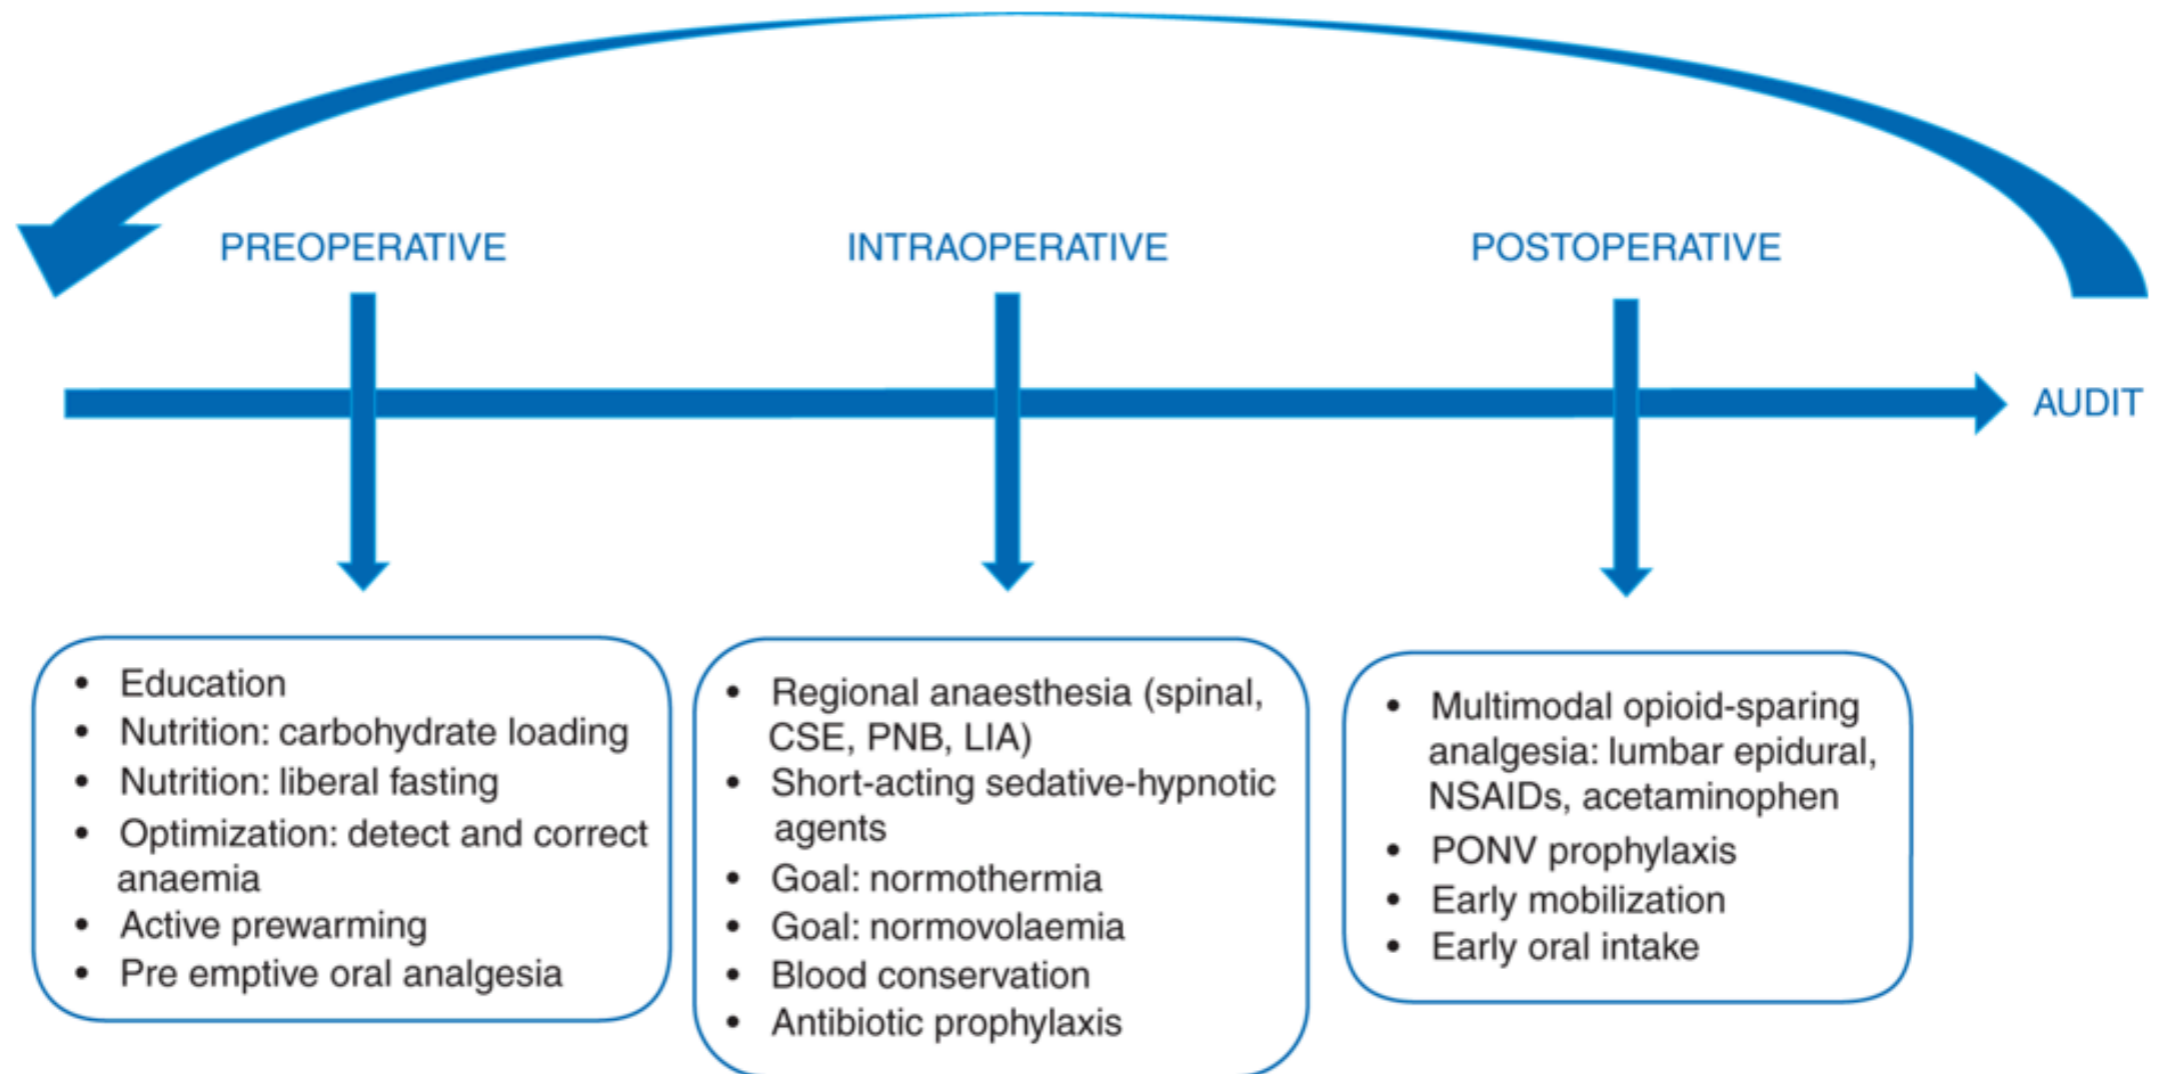 PREOPERATIVE
INTRAOPERATIVE
POSTOPERATIVE
AUDIT
• Education
• Nutrition: carbohydrate loading
• Nutrition: liberal fasting
• Optimization: detect and correct
anaemia
• Active prewarming
• Pre emptive oral analgesia
• Regional anaesthesia (spinal,
CSE, PNB, LIA)
• Short-acting sedative-hypnotic
agents
• Goal: normothermia
• Goal: normovolaemia
• Blood conservation
• Antibiotic prophylaxis
• Multimodal opioid-sparing
analgesia: lumbar epidural,
NSAIDs, acetaminophen
• PONV prophylaxis
• Early mobilization
• Early oral intake